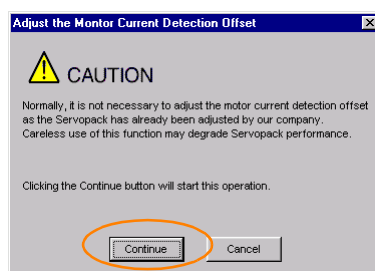 Adjust the Montor Current Detection Offset
CAUTION
Normally, it is not necessary to adjust the motor current detection offset
as the Servopack has already been adjusted by our company.
Careless use of this function may degrade Servopack performance.
Clicking the Continue button will start this operation.
Continue
Cancel